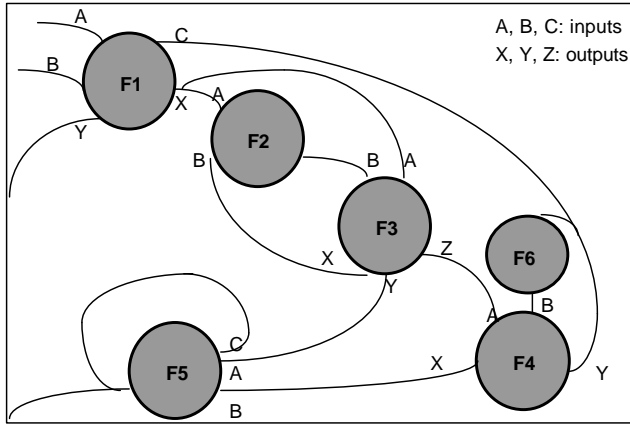 A
C
A, B, C: inputs
X, Y, Z: outputs
B
F1
X
A
Y
F2
B
B
A
F3
X
Z
F6
Y
A
B
C
F5
A
X
F4
Y
B